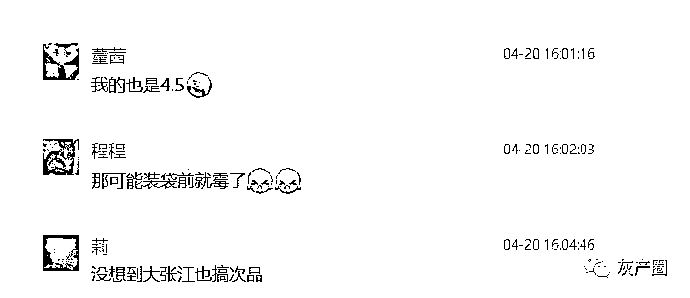 蕫茜 04-20 16:01:16
我的也是4.5
程程 04-20 16:02:03
那可能装袋前就霉了
莉 04-20 16:04:46
没想到大张江也搞次品
灰产圈